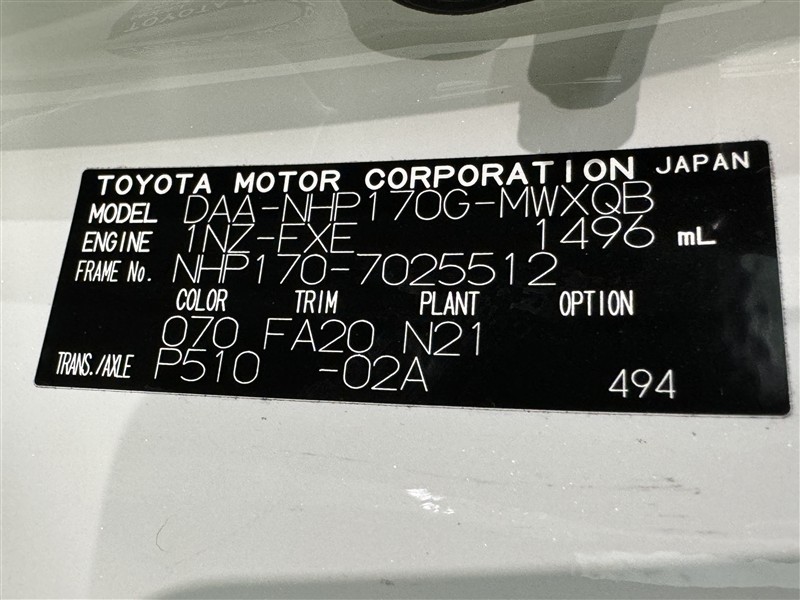 TOYOTA MOTOR CORPORATION JAPAN
MODEL DAA-NHP170G-MWXQB
ENGINE 1NZ-FXE 1496 mL
FRAME No. NHP170-7025512
COLOR TRIM PLANT OPTION
070 FA20 N21
TRANS./AXLE P510 -02A 494